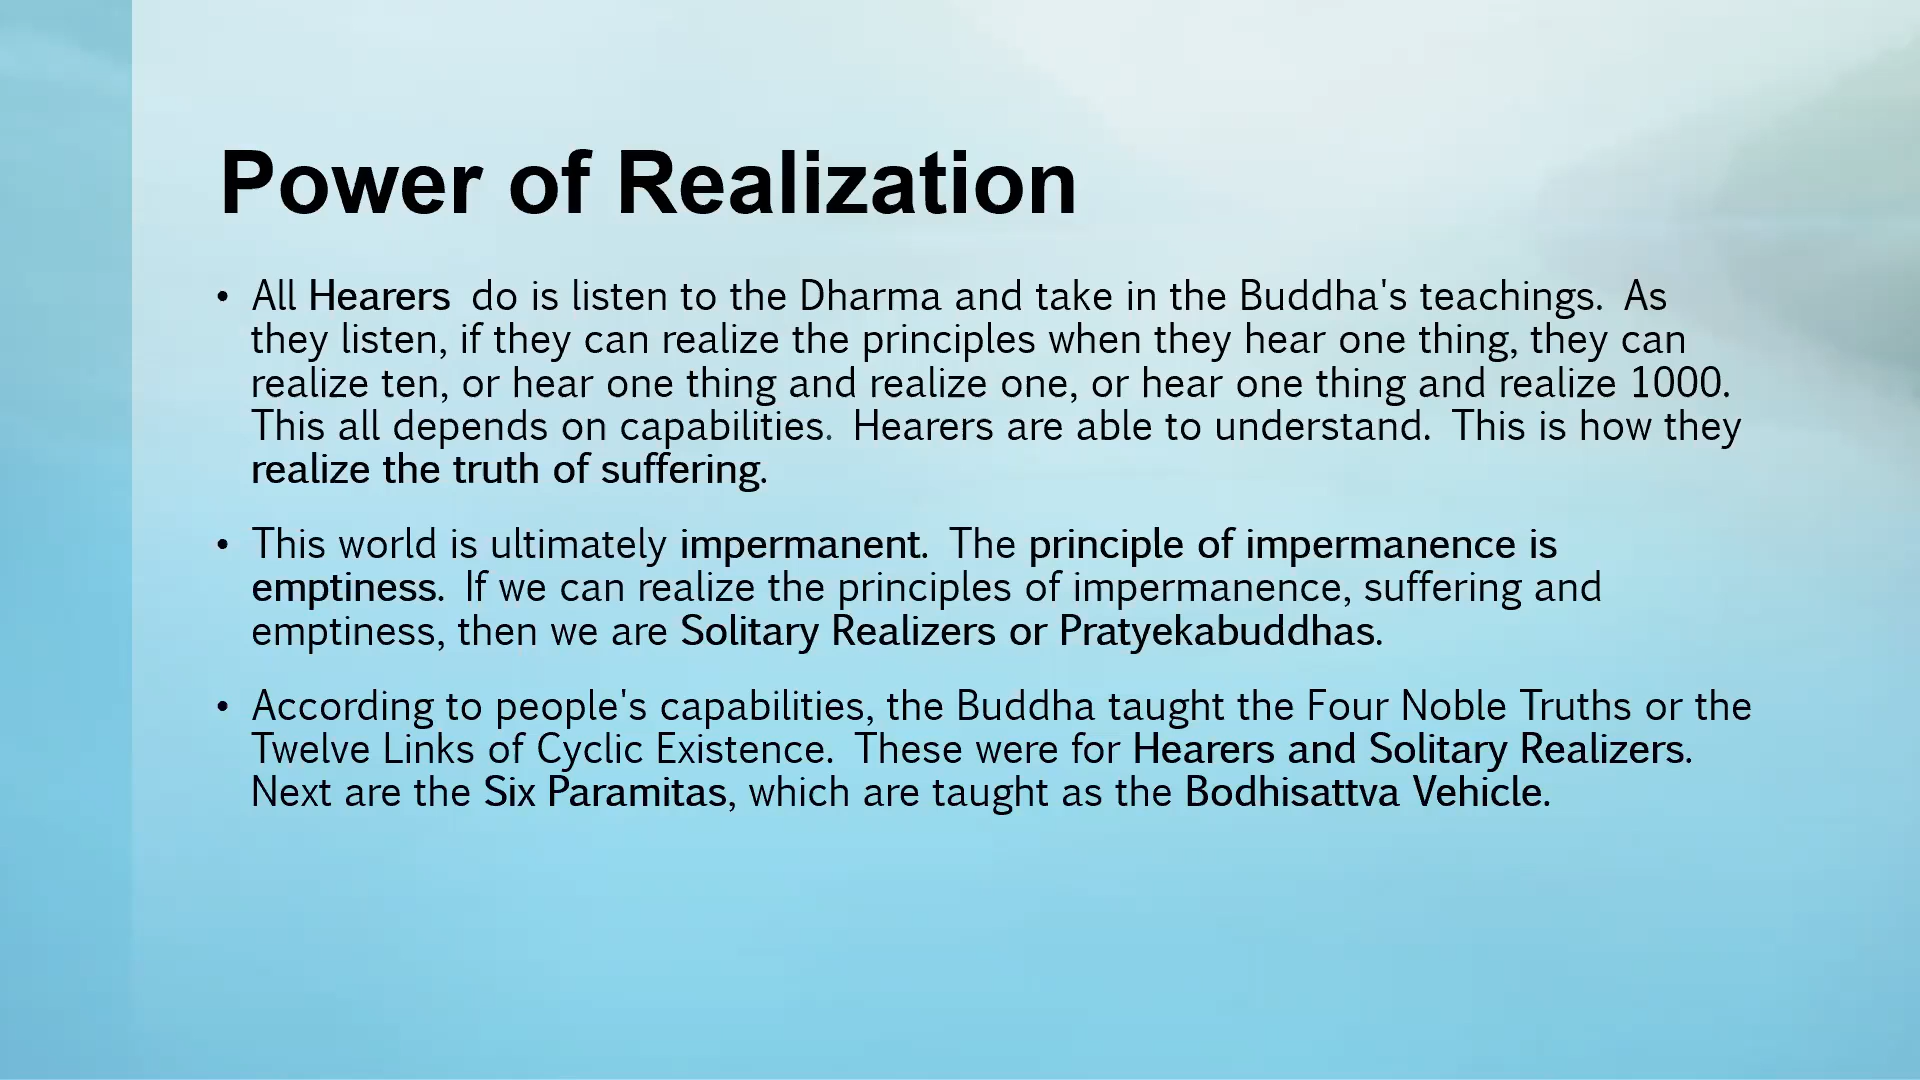 Power of Realization
• All Hearers  do is listen to the Dharma and take in the Buddha's teachings.  As
they listen, if they can realize the principles when they hear one thing, they can
realize ten, or hear one thing and realize one, or hear one thing and realize 1000.
This all depends on capabilities.  Hearers are able to understand.  This is how they
realize the truth of suffering.
• This world is ultimately impermanent.  The principle of impermanence is
emptiness.  If we can realize the principles of impermanence, suffering and
emptiness, then we are Solitary Realizers or Pratyekabuddhas.
• According to people's capabilities, the Buddha taught the Four Noble Truths or the
Twelve Links of Cyclic Existence.  These were for Hearers and Solitary Realizers.
Next are the Six Paramitas, which are taught as the Bodhisattva Vehicle.